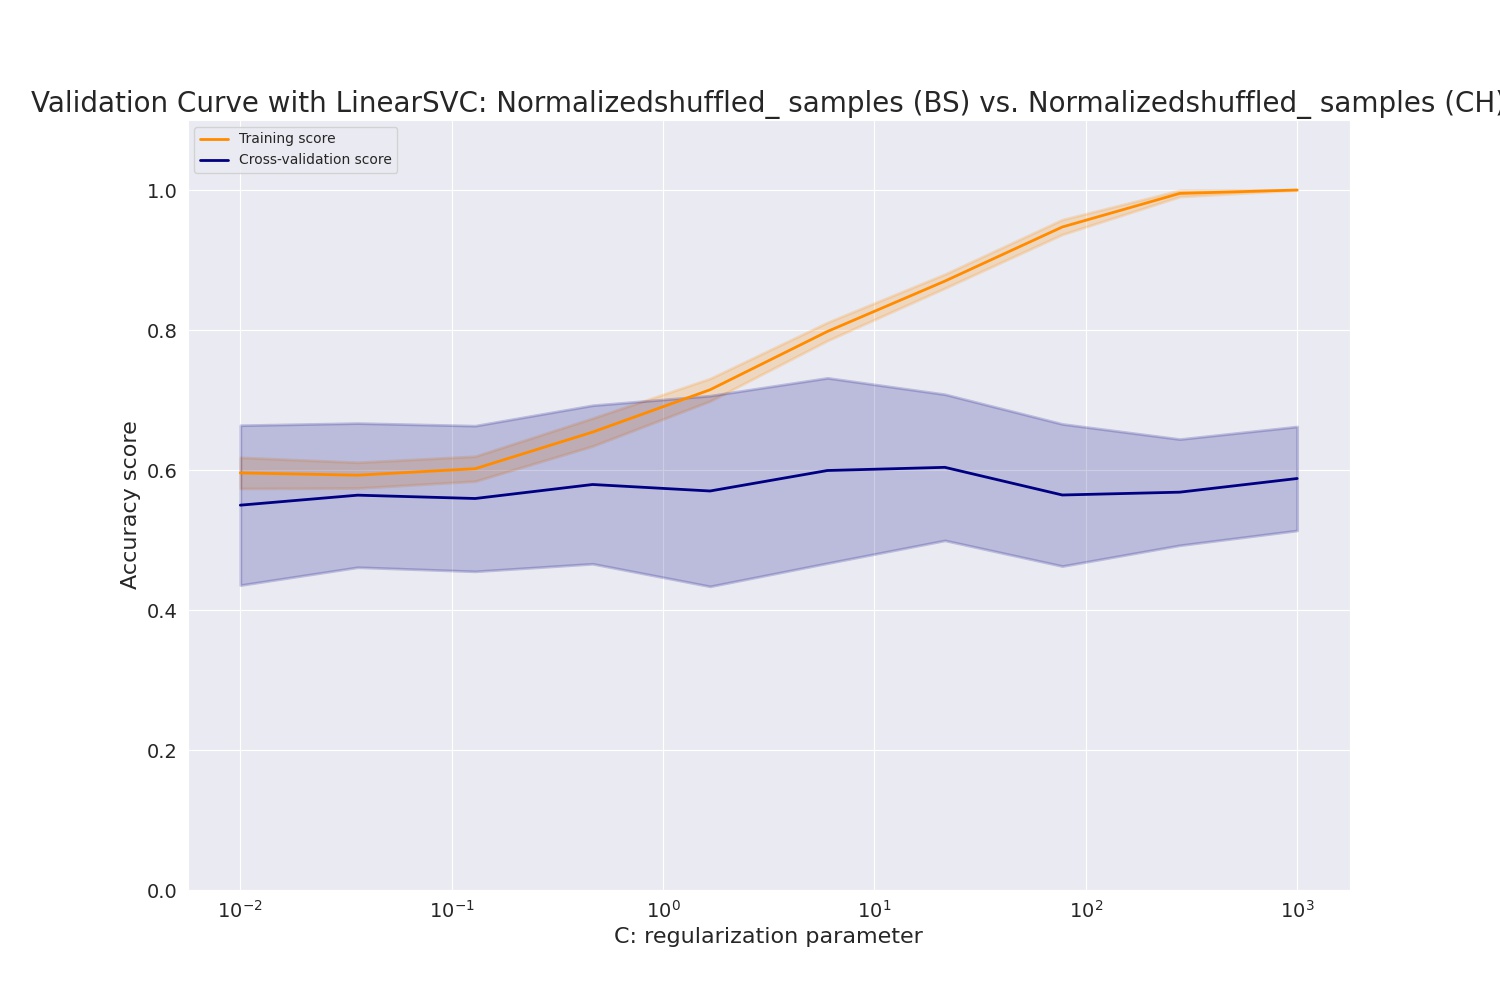 Validation Curve with LinearSVC: Normalizedshuffled_ samples (BS) vs. Normalizedshuffled_ samples (CH)
Training score
Cross-validation score
1.0
0.8
0.6
0.4
0.2
0.0
Accuracy score
10⁻² 10⁻¹ 10⁰ 10¹ 10² 10³
C: regularization parameter